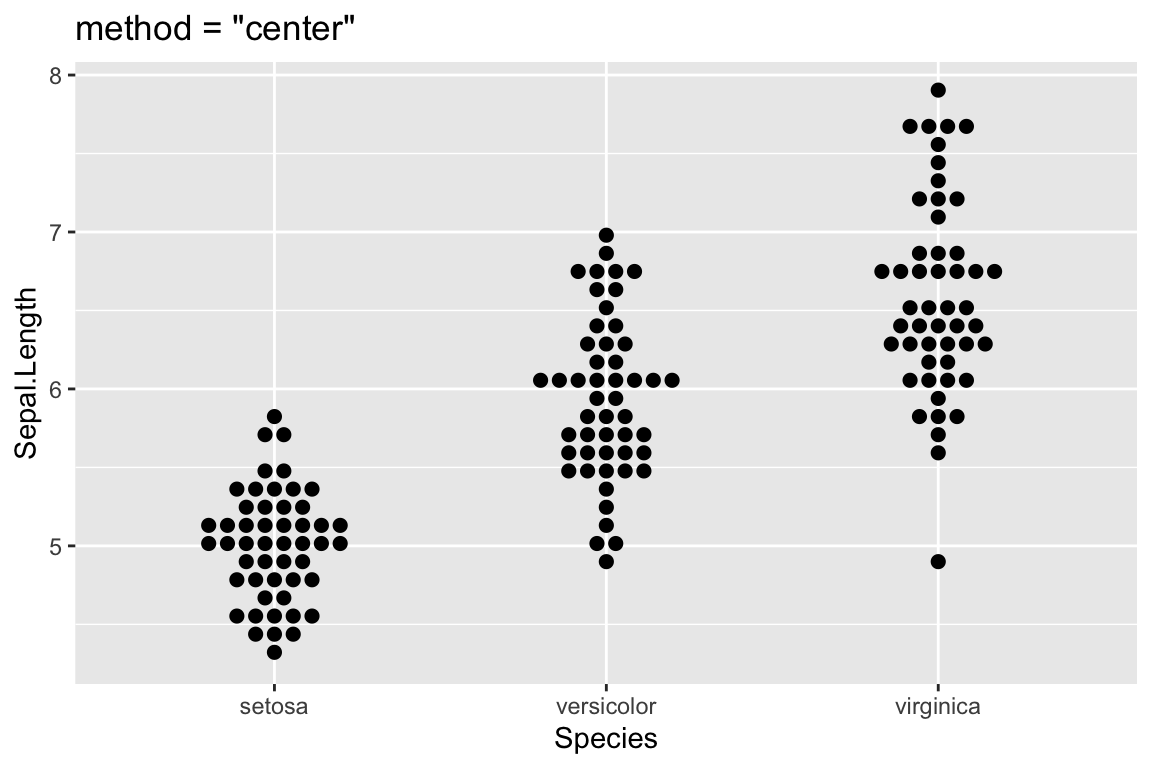 method = "center"
8
7
6
5
Sepal.Length
setosa
versicolor
virginica
Species